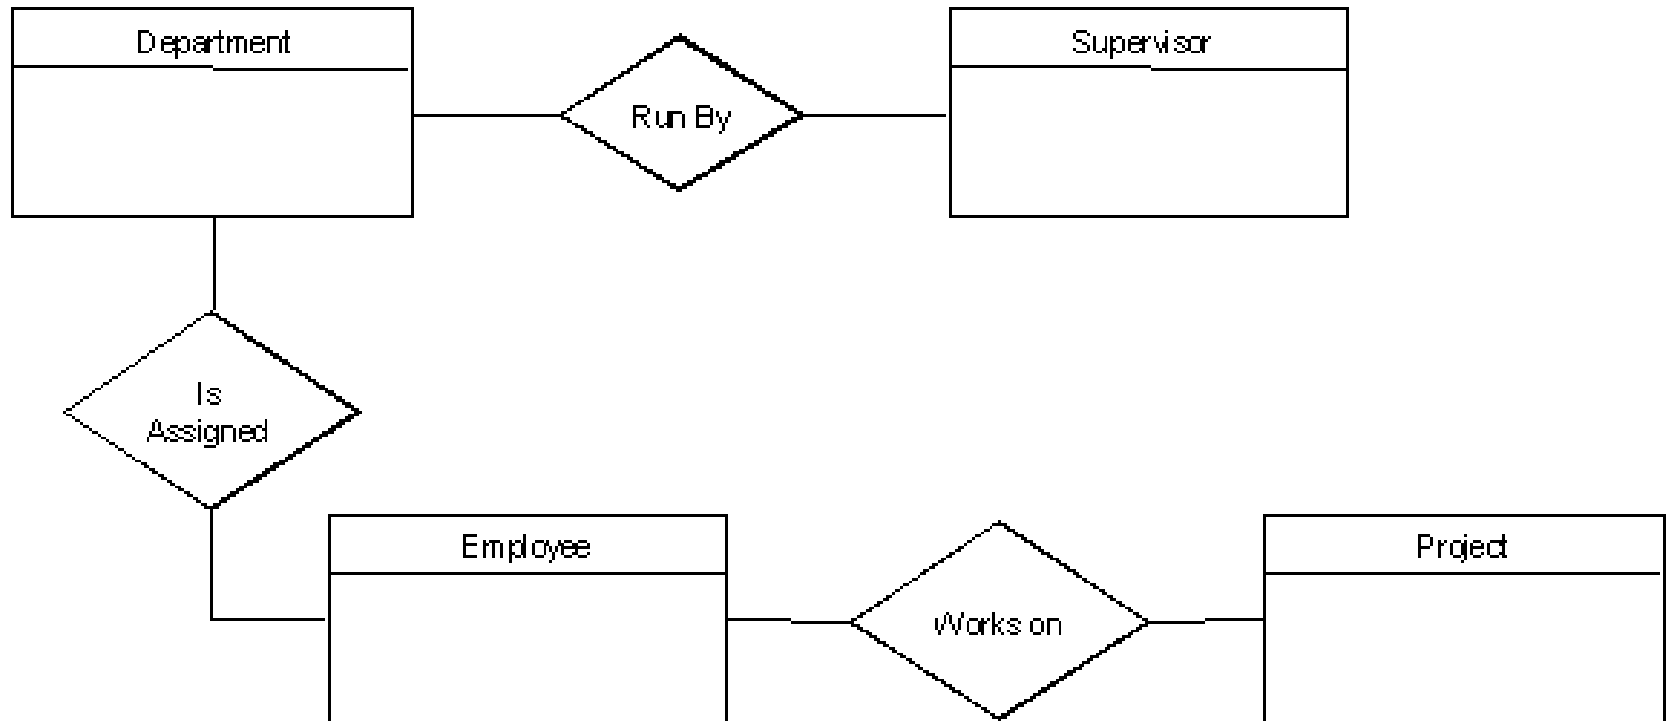 Department
Run By
Supervisor
Is
Assigned
Employee
Works on
Project